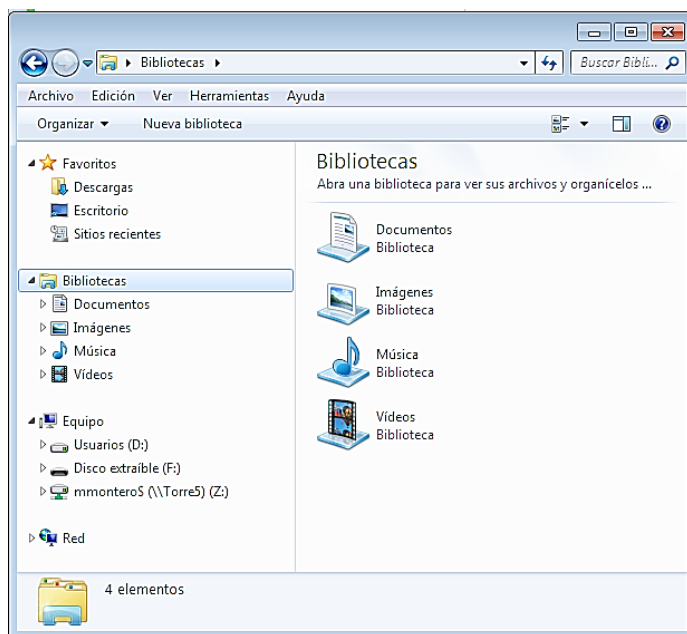 Bibliotecas
Buscar Bibli...
Archivo Edición Ver Herramientas Ayuda
Organizar Nueva biblioteca
Favoritos
Descargas
Escritorio
Sitios recientes
Bibliotecas
Documentos
Imágenes
Música
Vídeos
Equipo
Usuarios (D:)
Disco extraíble (F:)
mmontero$ (\\Torre5) (Z:)
Red
Bibliotecas
Abra una biblioteca para ver sus archivos y organícelos ...
Documentos
Biblioteca
Imágenes
Biblioteca
Música
Biblioteca
Vídeos
Biblioteca
4 elementos